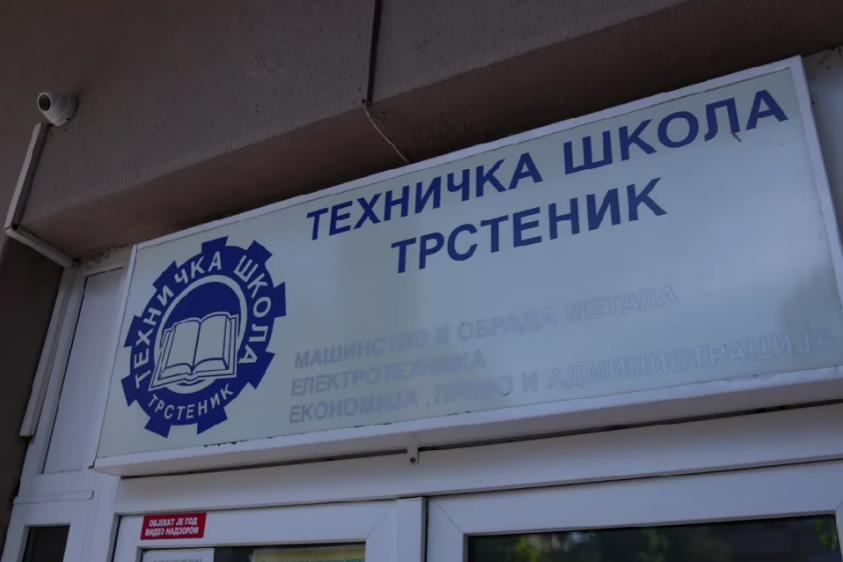 ТЕХНИЧКА ШКОЛА
ТРСТЕНИК
ТЕХНИЧКА ШКОЛА
ТРСТЕНИК
МАШИНСТВО И ОБРАДА МЕТАЛА
ЕЛЕКТРОТЕХНИКА
ЕКОНОМИЈА , ПРАВО И АДМИНИСТРАЦИЈА
ОБЈЕКАТ ЈЕ ПОД
ВИДЕО НАДЗОРОМ